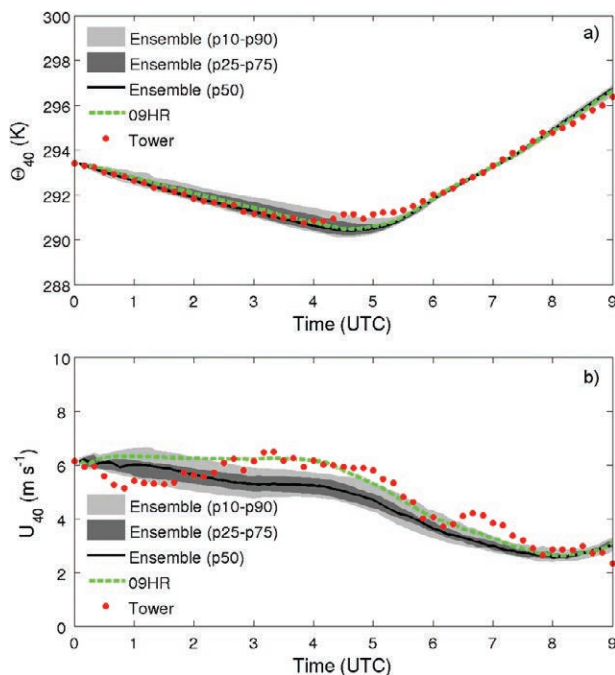 a)
300
298
296
294
292
290
288
Θ40 (K)
Ensemble (p10-p90)
Ensemble (p25-p75)
Ensemble (p50)
09HR
Tower
0 1 2 3 4 5 6 7 8 9
Time (UTC)
b)
10
8
6
4
2
0
U40 (m s-1)
Ensemble (p10-p90)
Ensemble (p25-p75)
Ensemble (p50)
09HR
Tower
0 1 2 3 4 5 6 7 8 9
Time (UTC)